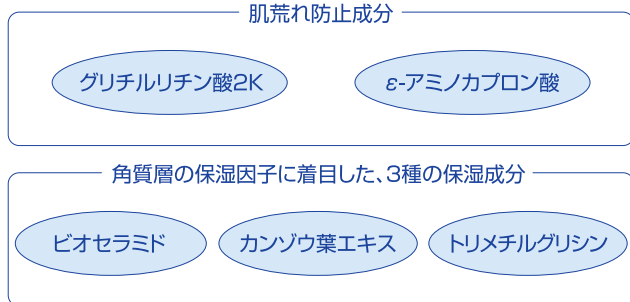 肌荒れ防止成分
グリチルリチン酸2K
ε-アミノカプロン酸
角質層の保湿因子に着目した、3種の保湿成分
ビオセラミド
カンゾウ葉エキス
トリメチルグリシン